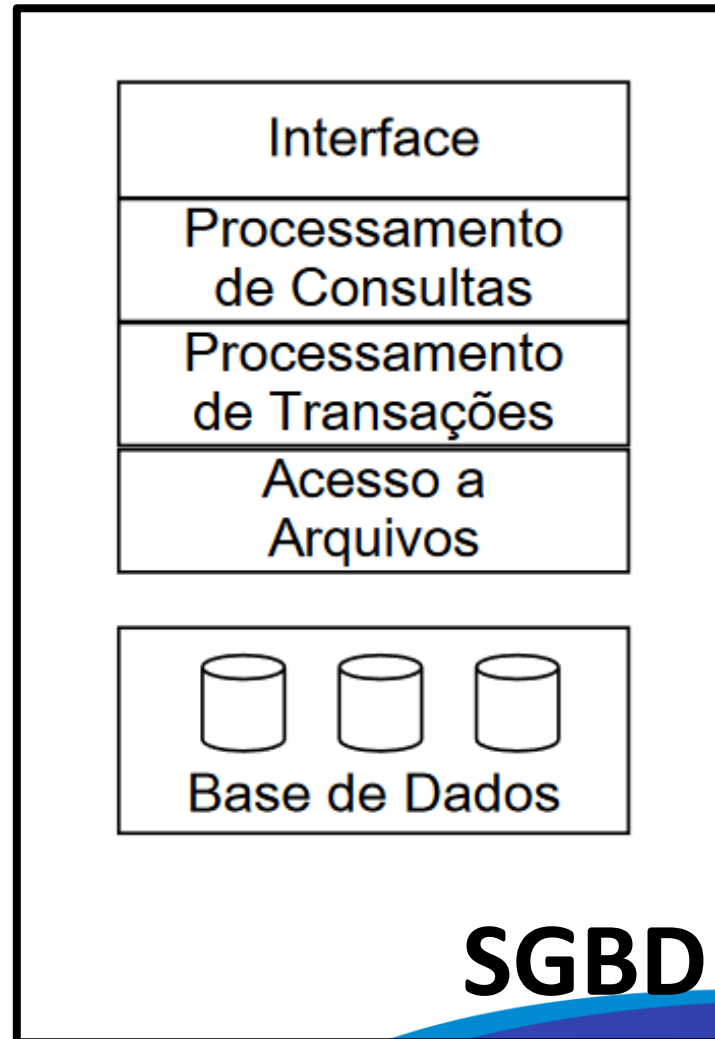 Interface
Processamento
de Consultas
Processamento
de Transações
Acesso a
Arquivos
Base de Dados
SGBD